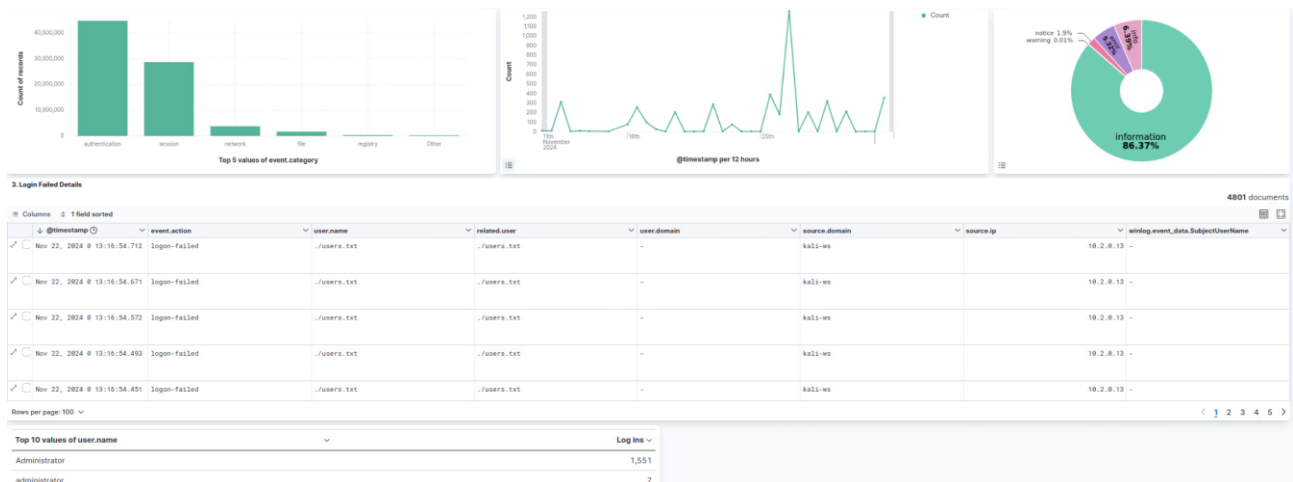 40,000,000
30,000,000
20,000,000
10,000,000
0
Count of records
authentication session network file registry Other
Top 5 values of event.category
1,200
1,100
1,000
900
800
700
600
500
400
300
200
100
0
Count
11th
November
2024
18th
25th
@timestamp per 12 hours
Count
notice 1.9%
warning 0.01%
error
5.32%
info
6.39%
information
86.37%
3. Login Failed Details
4801 documents
Columns 1 field sorted
@timestamp event.action user.name related.user user.domain source.domain source.ip winlog.event_data.SubjectUserName
Nov 22, 2024 @ 13:16:54.712 logon-failed ./users.txt ./users.txt - kali-ws 10.2.0.13 -
Nov 22, 2024 @ 13:16:54.671 logon-failed ./users.txt ./users.txt - kali-ws 10.2.0.13 -
Nov 22, 2024 @ 13:16:54.572 logon-failed ./users.txt ./users.txt - kali-ws 10.2.0.13 -
Nov 22, 2024 @ 13:16:54.493 logon-failed ./users.txt ./users.txt - kali-ws 10.2.0.13 -
Nov 22, 2024 @ 13:16:54.451 logon-failed ./users.txt ./users.txt - kali-ws 10.2.0.13 -
Rows per page: 100
1 2 3 4 5
Top 10 values of user.name Log ins
Administrator 1,551
administrator 7